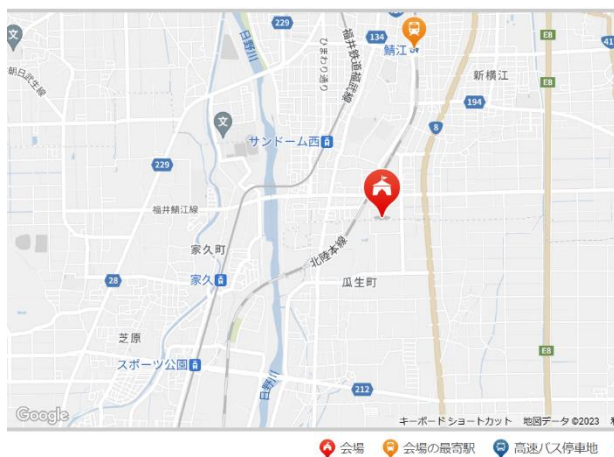 文
229
日野川
134
福井鉄道福武線
ひまわり通り
鯖江
E8
新横江
朝日武生線
229
文
サンドーム西
194
8
229
福井鯖江線
家久町
北陸本線
28
家久
瓜生町
芝原
スポーツ公園
日野川
212
E8
Google
キーボード ショートカット 地図データ ©2023
会場 会場の最寄駅 高速バス停車地